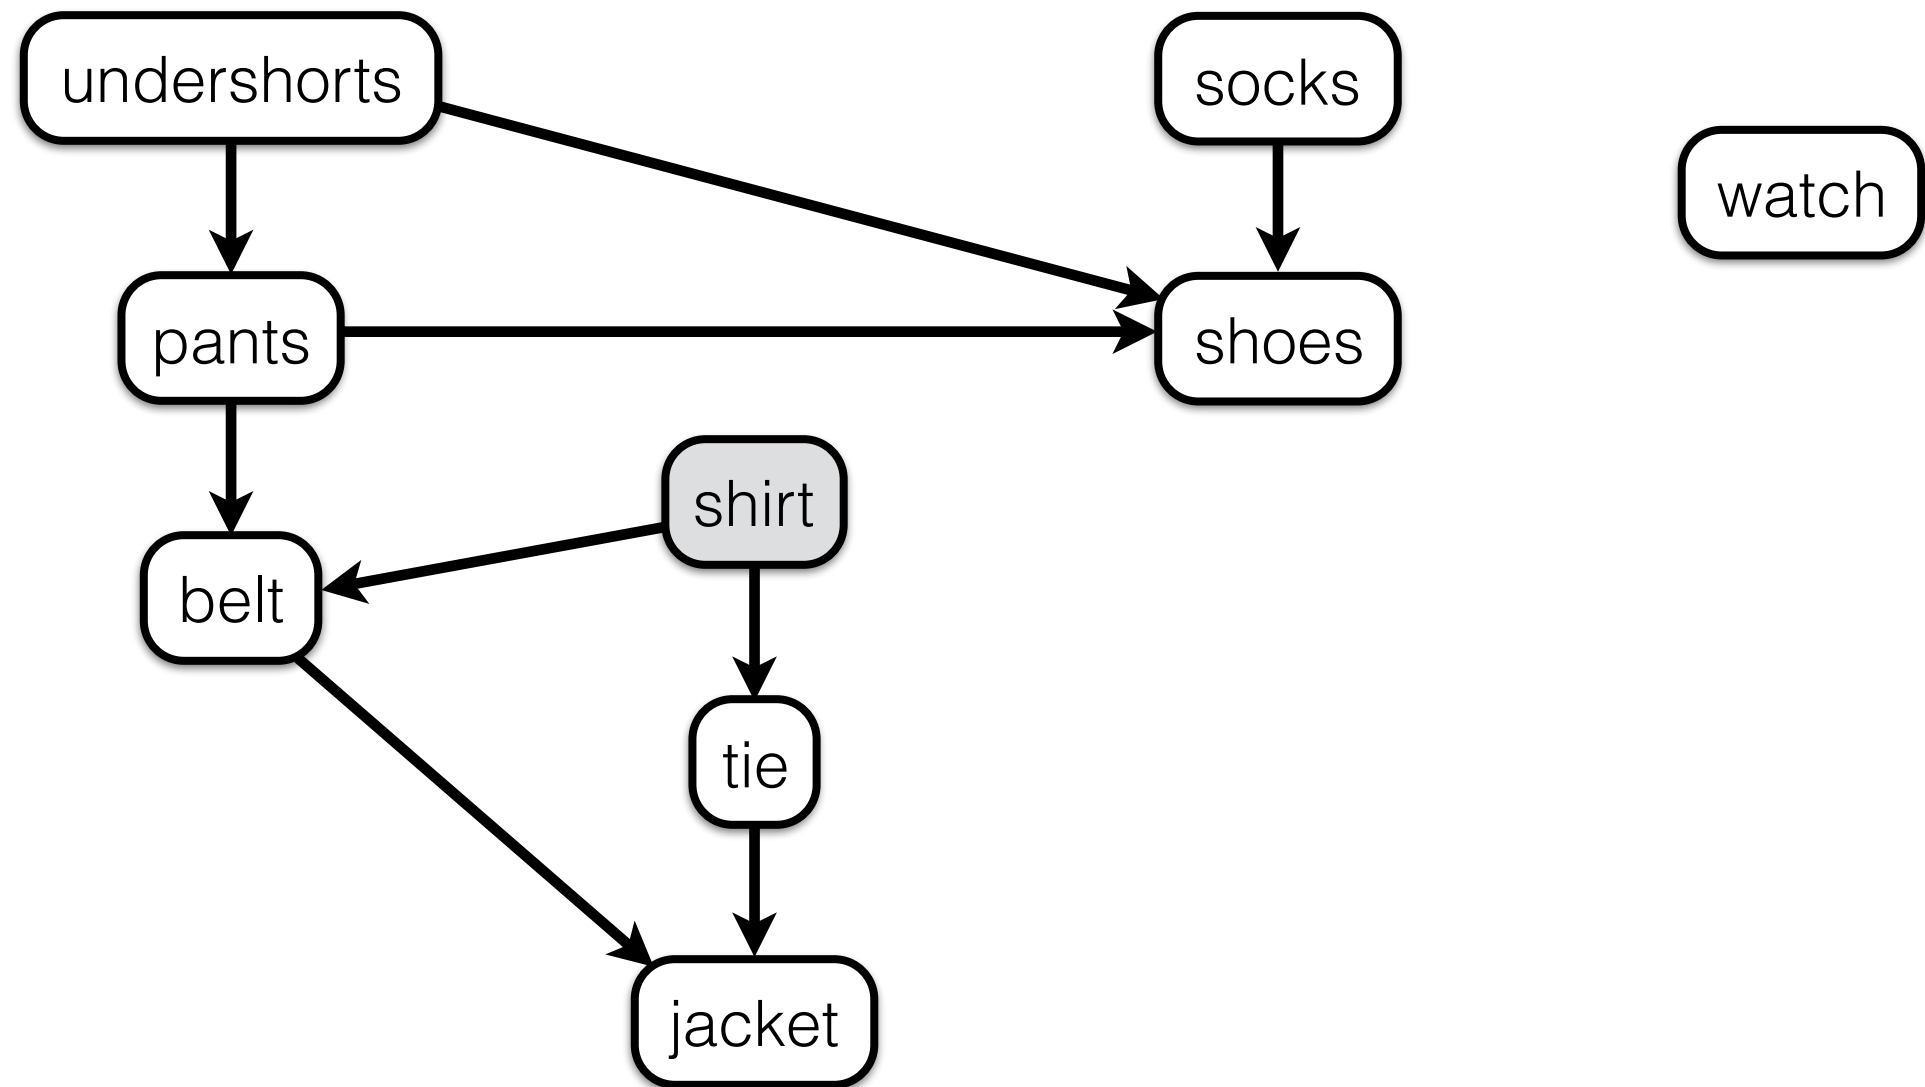 undershorts
socks
watch
pants
shoes
shirt
belt
tie
jacket